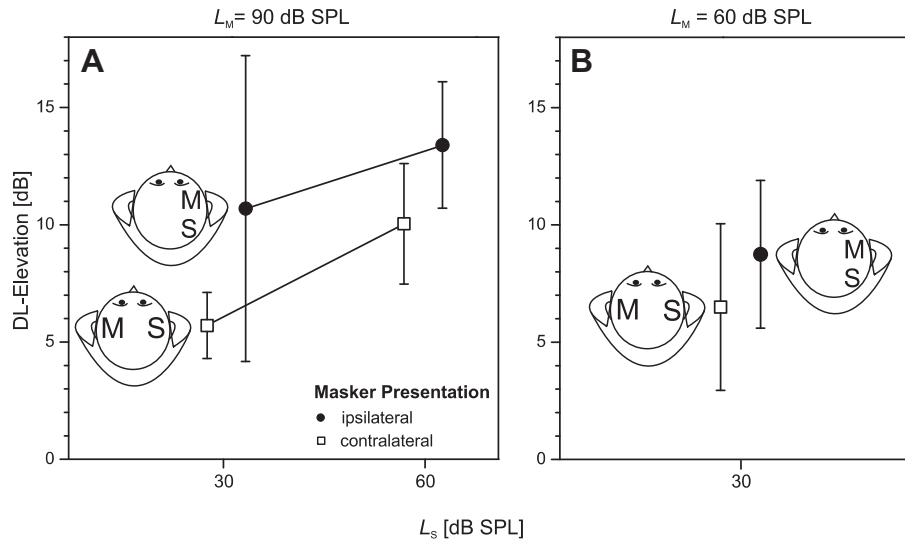 L_M = 90 dB SPL
L_M = 60 dB SPL
A
B
DL-Elevation [dB]
15
10
5
0
15
10
5
0
M
S
M S
M S
M
S
Masker Presentation
ipsilateral
contralateral
30
60
30
L_S [dB SPL]